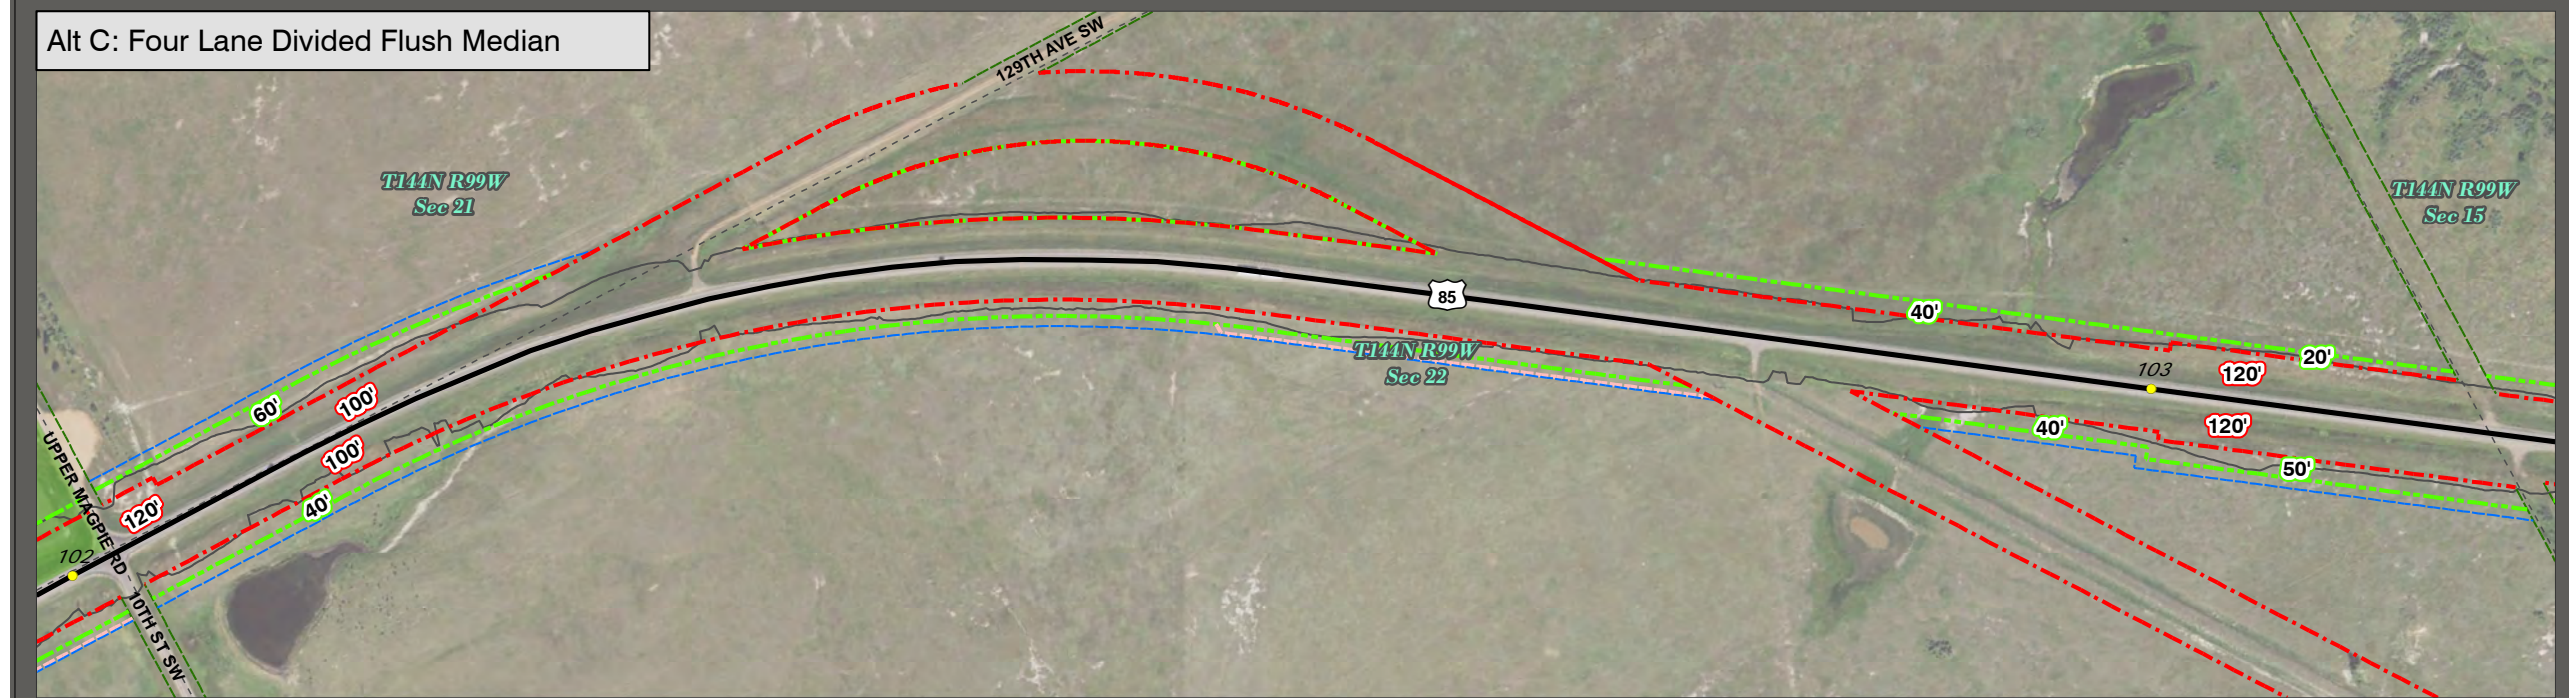 Alt C: Four Lane Divided Flush Median
129TH AVE SW
T144N R99W
Sec 21
T144N R99W
Sec 15
85
40'
20'
T144N R99W
Sec 22
103
120'
60'
100'
100'
120'
40'
50'
120'
40'
UPPER MAGPIE RD
102
10TH ST SW